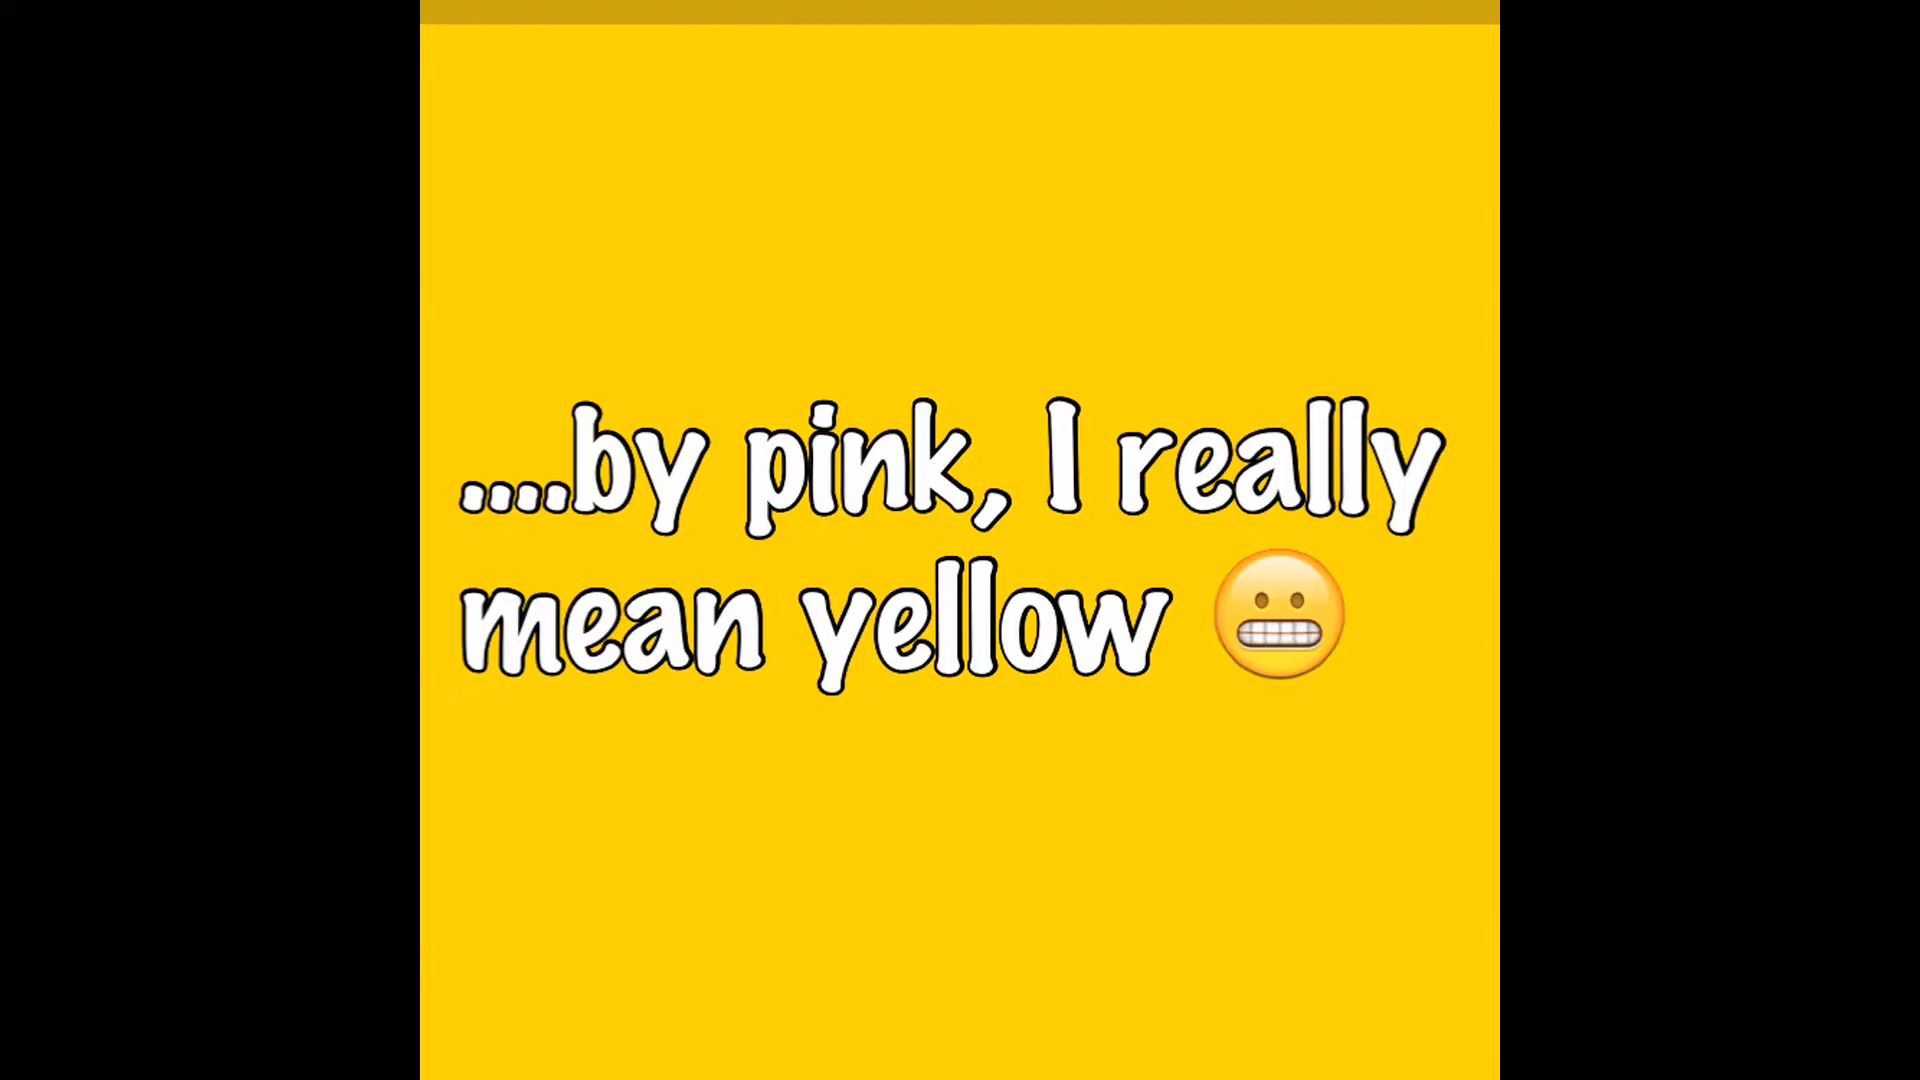 ....by pink, I really
mean yellow 😬